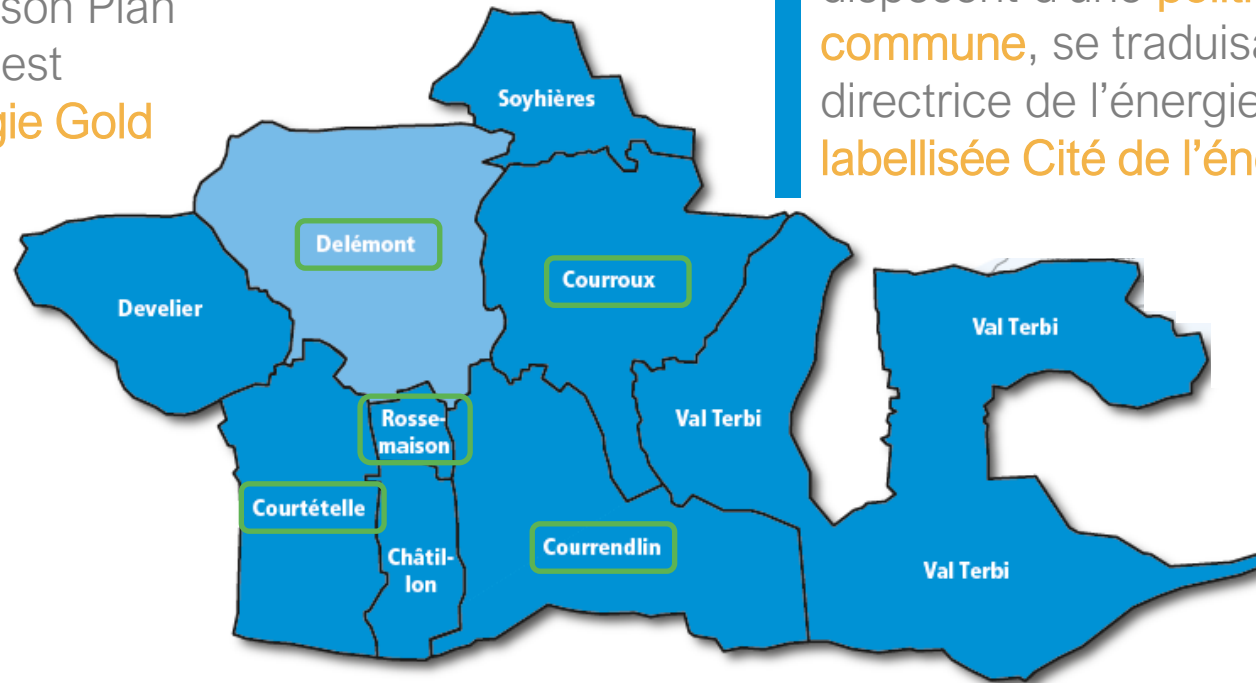 son Plan
est
gie Gold
commune, se traduisa
directrice de l'énergie
labellisée Cité de l'éne
Soyhières
Delémont
Courroux
Develier
Val Terbi
Rosse-
maison
Val Terbi
Courtételle
Courrendlin
Châtil-
lon
Val Terbi